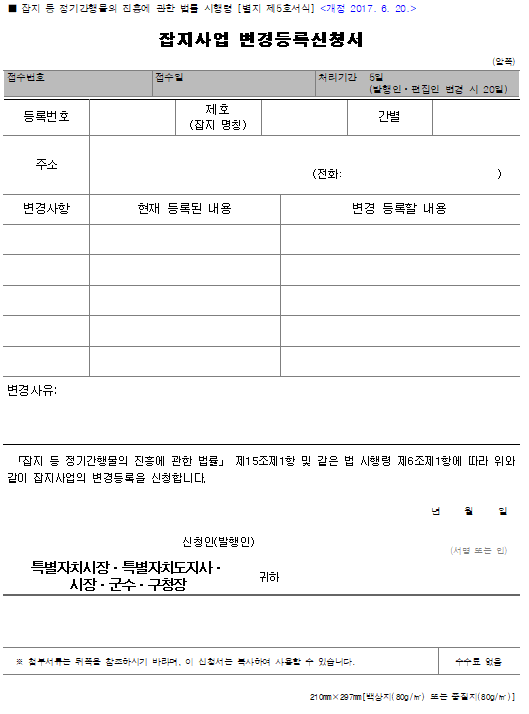 ■ 잡지 등 정기간행물의 진흥에 관한 법률 시행령 [별지 제5호서식] <개정 2017. 6. 20.>
잡지사업 변경등록신청서
(앞쪽)
접수번호 접수일 처리기간 5일
(발행인·편집인 변경 시 20일)
등록번호 제호 간별
(잡지 명칭)
주소
(전화: )
변경사항 현재 등록된 내용 변경 등록할 내용
변경사유:
「잡지 등 정기간행물의 진흥에 관한 법률」 제15조제1항 및 같은 법 시행령 제6조제1항에 따라 위와
같이 잡지사업의 변경등록을 신청합니다.
년 월 일
신청인(발행인)
(서명 또는 인)
특별자치시장·특별자치도지사·
시장·군수·구청장 귀하
※ 첨부서류는 뒤쪽을 참조하시기 바라며, 이 신청서는 복사하여 사용할 수 있습니다. 수수료 없음
210mm×297mm[백상지(80g/㎡) 또는 중질지(80g/㎡)]